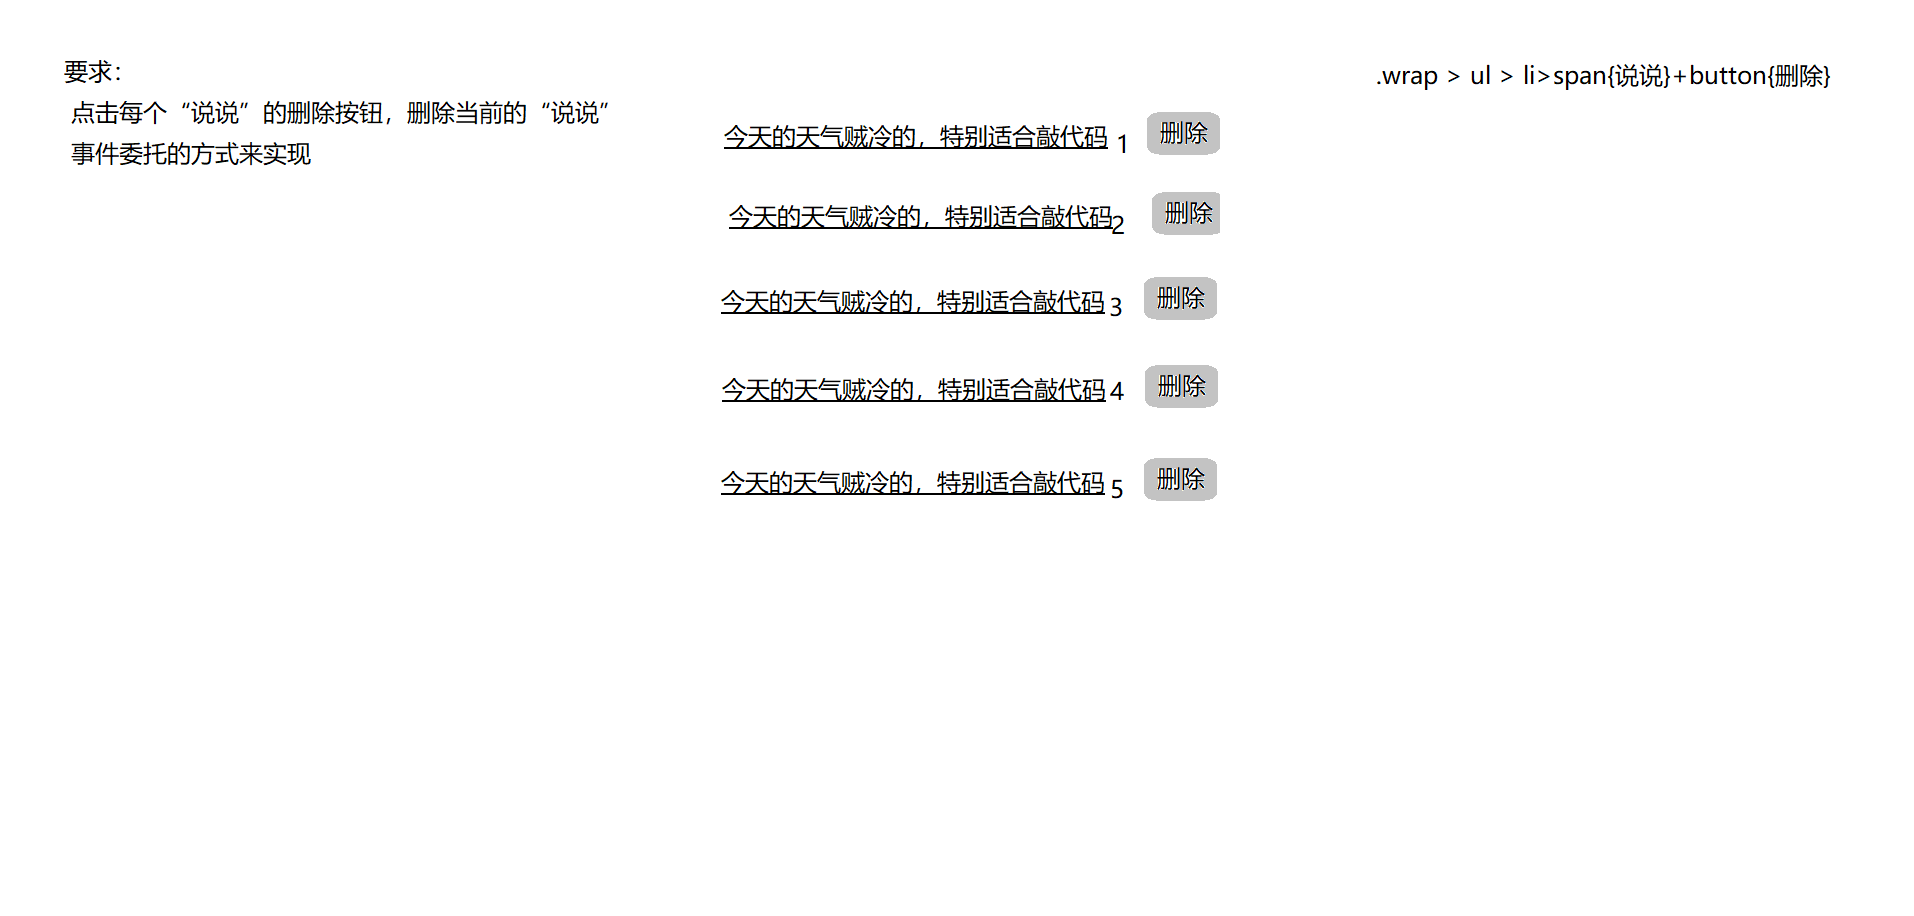 要求：
点击每个“说说”的删除按钮，删除当前的“说说”
事件委托的方式来实现
.wrap > ul > li>span{说说}+button{删除}
今天的天气贼冷的，特别适合敲代码 1 删除
今天的天气贼冷的，特别适合敲代码2 删除
今天的天气贼冷的，特别适合敲代码 3 删除
今天的天气贼冷的，特别适合敲代码 4 删除
今天的天气贼冷的，特别适合敲代码 5 删除